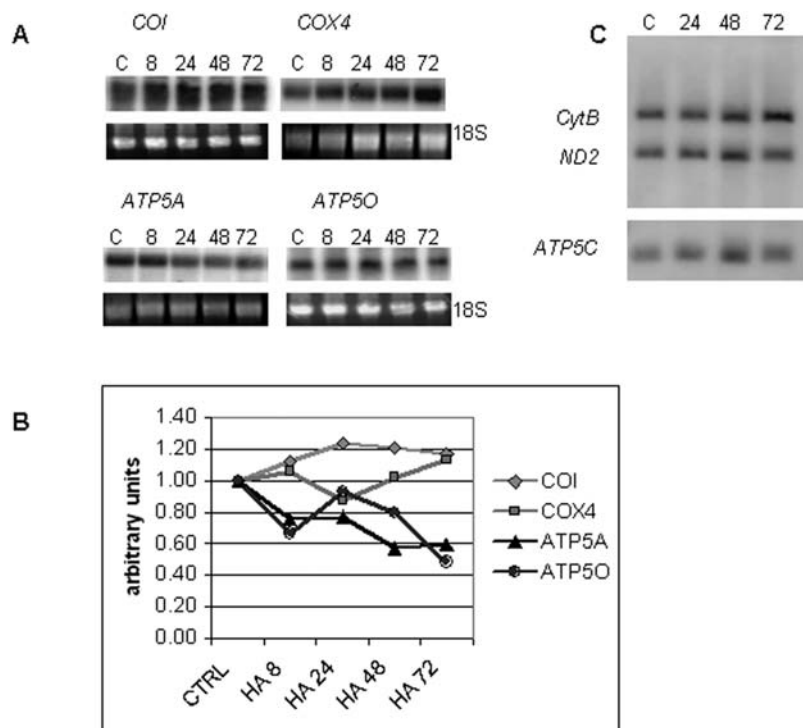 A
COI
COX4
C 8 24 48 72
C 8 24 48 72
18S
ATP5A
ATP5O
C 8 24 48 72
C 8 24 48 72
18S
C
C 24 48 72
CytB
ND2
ATP5C
B
arbitrary units
1.40
1.20
1.00
0.80
0.60
0.40
0.20
0.00
CTRL
HA 8
HA 24
HA 48
HA 72
COI
COX4
ATP5A
ATP5O